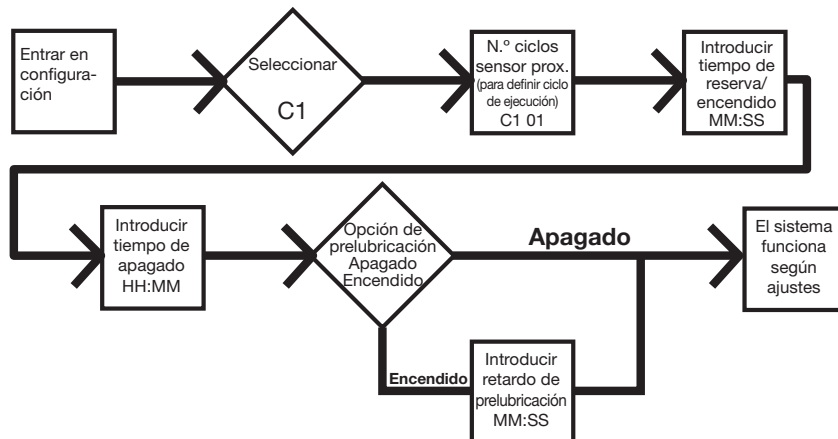 Entrar en
configura-
ción
Seleccionar
C1
N.º ciclos
sensor prox.
(para definir ciclo
de ejecución)
C1 01
Introducir
tiempo de
reserva/
encendido
MM:SS
Introducir
tiempo de
apagado
HH:MM
Opción de
prelubricación
Apagado
Encendido
Apagado
El sistema
funciona
según
ajustes
Encendido
Introducir
retardo de
prelubricación
MM:SS